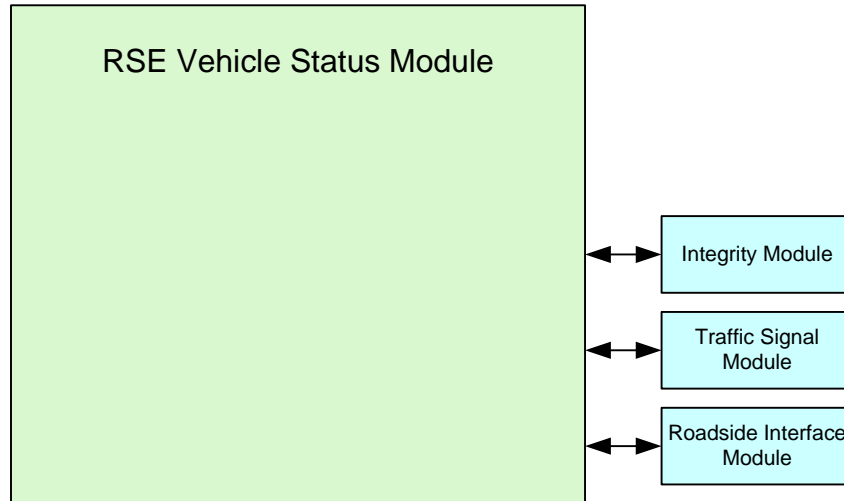 RSE Vehicle Status Module
Integrity Module
Traffic Signal
Module
Roadside Interface
Module